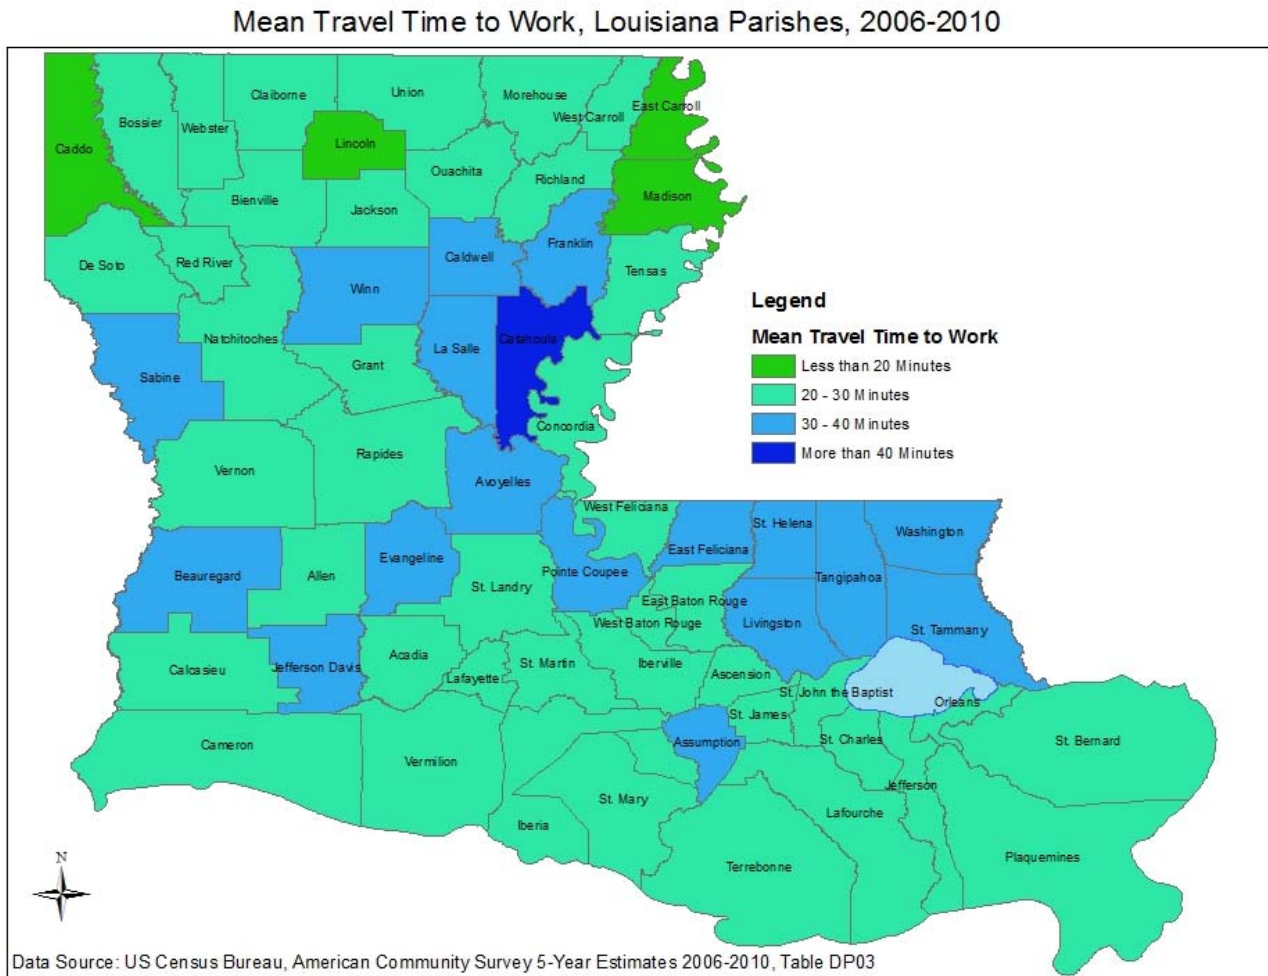 Mean Travel Time to Work, Louisiana Parishes, 2006-2010
Claiborne
Union
Morehouse
East Carroll
Bossier
Webster
West Carroll
Caddo
Lincoln
Ouachita
Richland
Madison
Bienville
Jackson
Franklin
De Soto
Red River
Caldwell
Tensas
Winn
Natchitoches
Catahoula
La Salle
Grant
Sabine
Concordia
Rapides
Vernon
Avoyelles
Legend
Mean Travel Time to Work
Less than 20 Minutes
20 - 30 Minutes
30 - 40 Minutes
More than 40 Minutes
West Feliciana
St. Helena
Washington
East Feliciana
Evangeline
Pointe Coupee
Beauregard
Allen
Tangipahoa
St. Landry
East Baton Rouge
West Baton Rouge
Livingston
St. Tammany
Calcasieu
Jefferson Davis
Acadia
St. Martin
Iberville
Ascension
Lafayette
St. John the Baptist
Orleans
St. James
Cameron
Assumption
St. Charles
St. Bernard
Vermilion
Jefferson
St. Mary
Lafourche
Iberia
Plaquemines
Terrebonne
N
Data Source: US Census Bureau, American Community Survey 5-Year Estimates 2006-2010, Table DP03